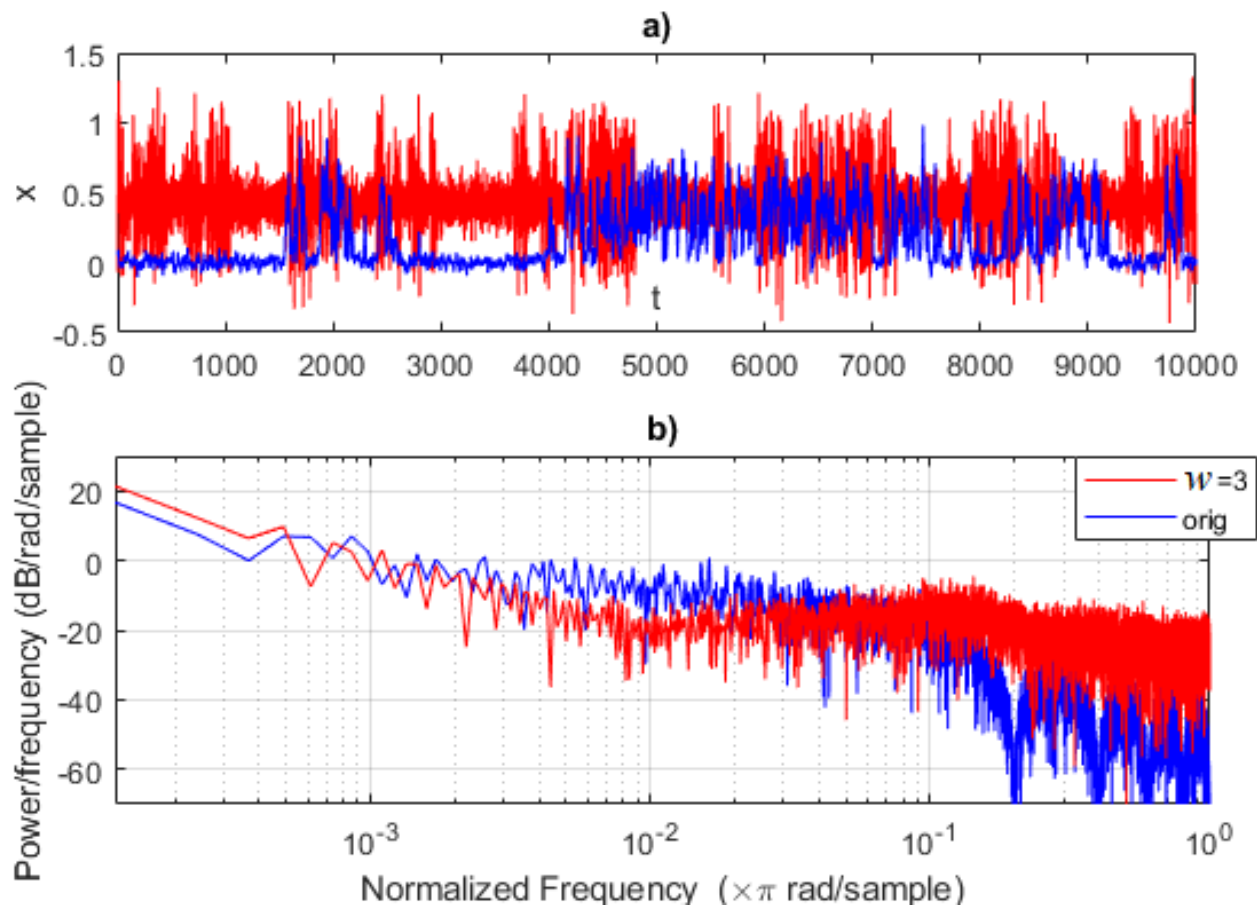 a)
1.5
1
0.5
0
-0.5
x
t
0 1000 2000 3000 4000 5000 6000 7000 8000 9000 10000
b)
20
0
-20
-40
-60
Power/frequency (dB/rad/sample)
w=3
orig
10^-3 10^-2 10^-1 10^0
Normalized Frequency (×π rad/sample)